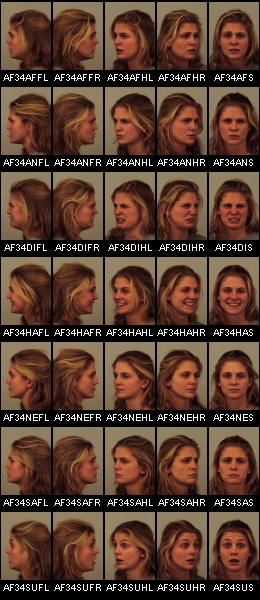 AF34AFFL AF34AFFR AF34AFHL AF34AFHR AF34AFS
AF34ANFL AF34ANFR AF34ANHL AF34ANHR AF34ANS
AF34DIFL AF34DIFR AF34DIHL AF34DIHR AF34DIS
AF34HAFL AF34HAFR AF34HAHL AF34HAHR AF34HAS
AF34NEFL AF34NEFR AF34NEHL AF34NEHR AF34NES
AF34SAFL AF34SAFR AF34SAHL AF34SAHR AF34SAS
AF34SUFL AF34SUFR AF34SUHL AF34SUHR AF34SUS